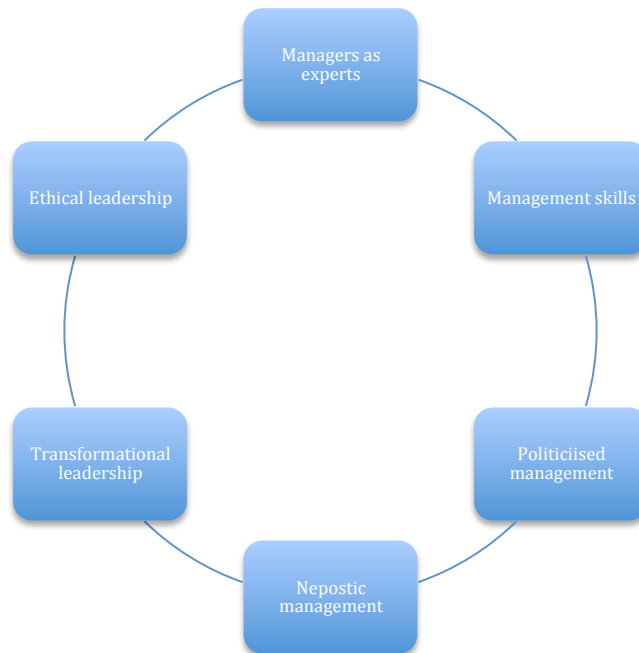 Managers as
experts
Ethical leadership
Management skills
Transformational
leadership
Politiciised
management
Nepostic
management